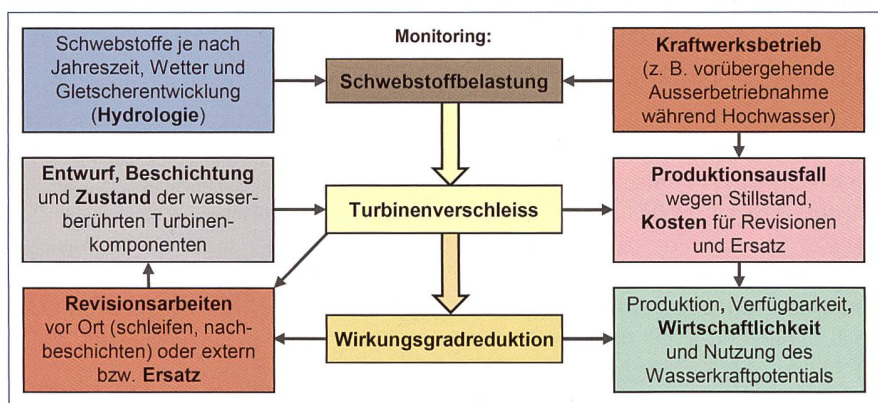 Schwebstoffe je nach
Jahreszeit, Wetter und
Gletscherentwicklung
(Hydrologie)
Monitoring:
Schwebstoffbelastung
Kraftwerksbetrieb
(z. B. vorübergehende
Ausserbetriebnahme
während Hochwasser)
Entwurf, Beschichtung
und Zustand der wasser-
berührten Turbinen-
komponenten
Turbinenverschleiss
Produktionsausfall
wegen Stillstand,
Kosten für Revisionen
und Ersatz
Revisionsarbeiten
vor Ort (schleifen, nach-
beschichten) oder extern
bzw. Ersatz
Wirkungsgradreduktion
Produktion, Verfügbarkeit,
Wirtschaftlichkeit
und Nutzung des
Wasserkraftpotentials